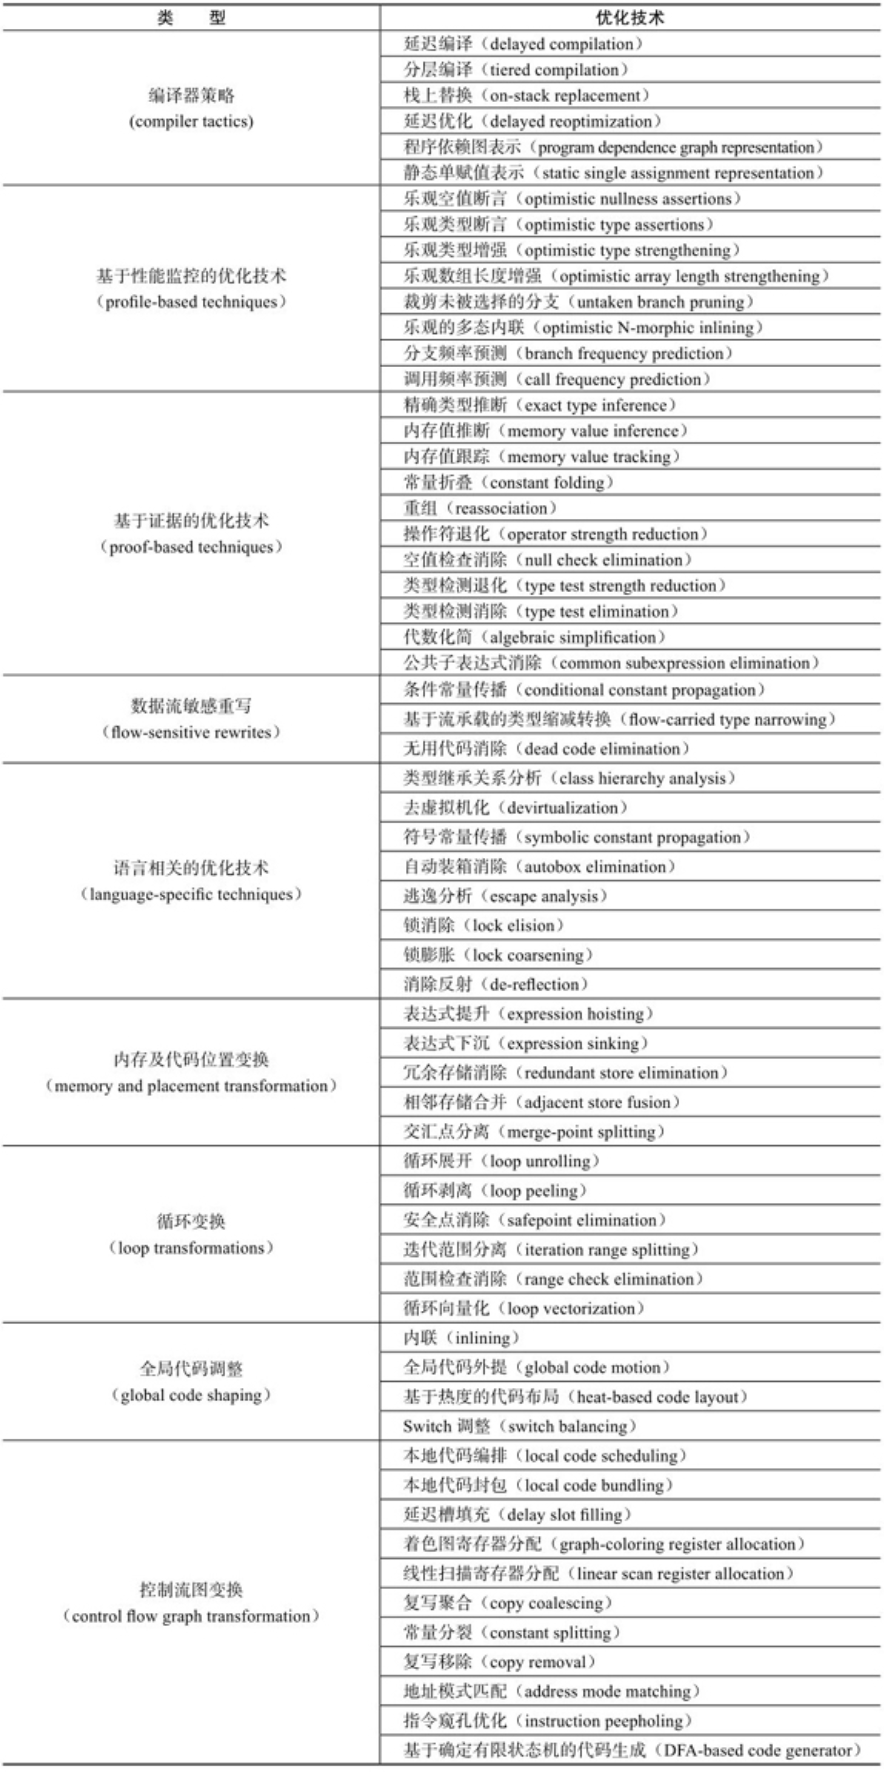 类 型 优化技术
编译器策略
(compiler tactics)
延迟编译（delayed compilation）
分层编译（tiered compilation）
栈上替换（on-stack replacement）
延迟优化（delayed reoptimization）
程序依赖图表示（program dependence graph representation）
静态单赋值表示（static single assignment representation）
基于性能监控的优化技术
（profile-based techniques）
乐观空值断言（optimistic nullness assertions）
乐观类型断言（optimistic type assertions）
乐观类型增强（optimistic type strengthening）
乐观数组长度增强（optimistic array length strengthening）
裁剪未被选择的分支（untaken branch pruning）
乐观的多态内联（optimistic N-morphic inlining）
分支频率预测（branch frequency prediction）
调用频率预测（call frequency prediction）
基于证据的优化技术
（proof-based techniques）
精确类型推断（exact type inference）
内存值推断（memory value inference）
内存值跟踪（memory value tracking）
常量折叠（constant folding）
重组（reassociation）
操作符退化（operator strength reduction）
空值检查消除（null check elimination）
类型检测退化（type test strength reduction）
类型检测消除（type test elimination）
代数化简（algebraic simplification）
公共子表达式消除（common subexpression elimination）
数据流敏感重写
（flow-sensitive rewrites）
条件常量传播（conditional constant propagation）
基于流承载的类型缩减转换（flow-carried type narrowing）
无用代码消除（dead code elimination）
语言相关的优化技术
（language-specific techniques）
类型继承关系分析（class hierarchy analysis）
去虚拟机化（devirtualization）
符号常量传播（symbolic constant propagation）
自动装箱消除（autobox elimination）
逃逸分析（escape analysis）
锁消除（lock elision）
锁膨胀（lock coarsening）
消除反射（de-reflection）
内存及代码位置变换
（memory and placement transformation）
表达式提升（expression hoisting）
表达式下沉（expression sinking）
冗余存储消除（redundant store elimination）
相邻存储合并（adjacent store fusion）
交汇点分离（merge-point splitting）
循环变换
（loop transformations）
循环展开（loop unrolling）
循环剥离（loop peeling）
安全点消除（safepoint elimination）
迭代范围分离（iteration range splitting）
范围检查消除（range check elimination）
循环向量化（loop vectorization）
全局代码调整
（global code shaping）
内联（inlining）
全局代码外提（global code motion）
基于热度的代码布局（heat-based code layout）
Switch 调整（switch balancing）
控制流图变换
（control flow graph transformation）
本地代码编排（local code scheduling）
本地代码封包（local code bundling）
延迟槽填充（delay slot filling）
着色图寄存器分配（graph-coloring register allocation）
线性扫描寄存器分配（linear scan register allocation）
复写聚合（copy coalescing）
常量分裂（constant splitting）
复写移除（copy removal）
地址模式匹配（address mode matching）
指令窥孔优化（instruction peepholing）
基于确定有限状态机的代码生成（DFA-based code generator）